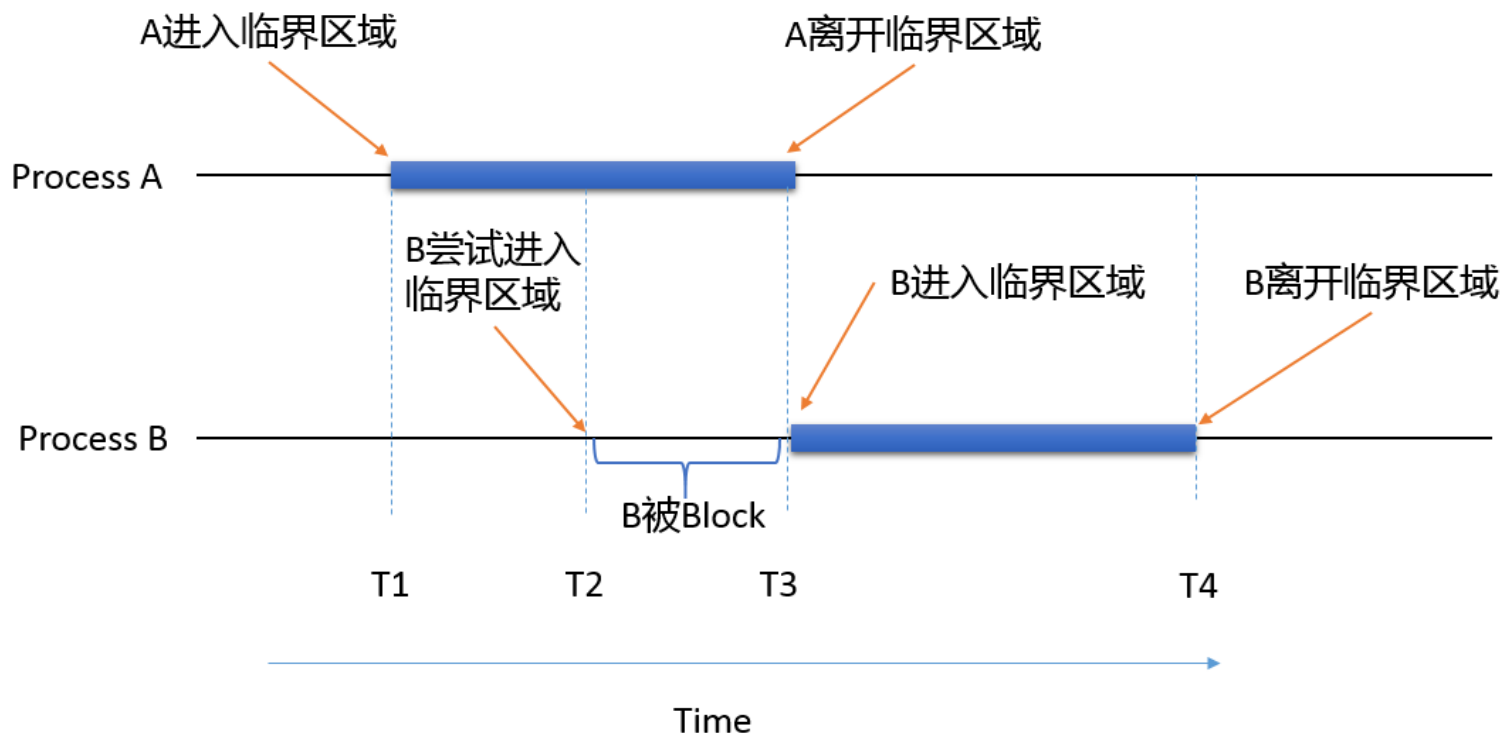 A进入临界区域
A离开临界区域
Process A
B尝试进入
临界区域
B进入临界区域
B离开临界区域
Process B
B被Block
T1
T2
T3
T4
Time